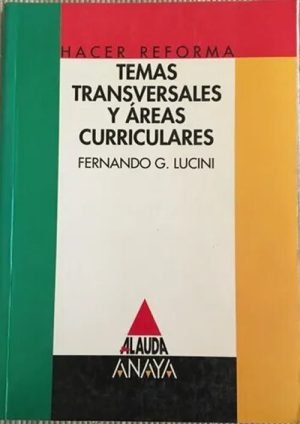 HACER REFORMA
TEMAS
TRANSVERSALES
Y ÁREAS
CURRICULARES
FERNANDO G. LUCINI
ALAUDA
ANAYA